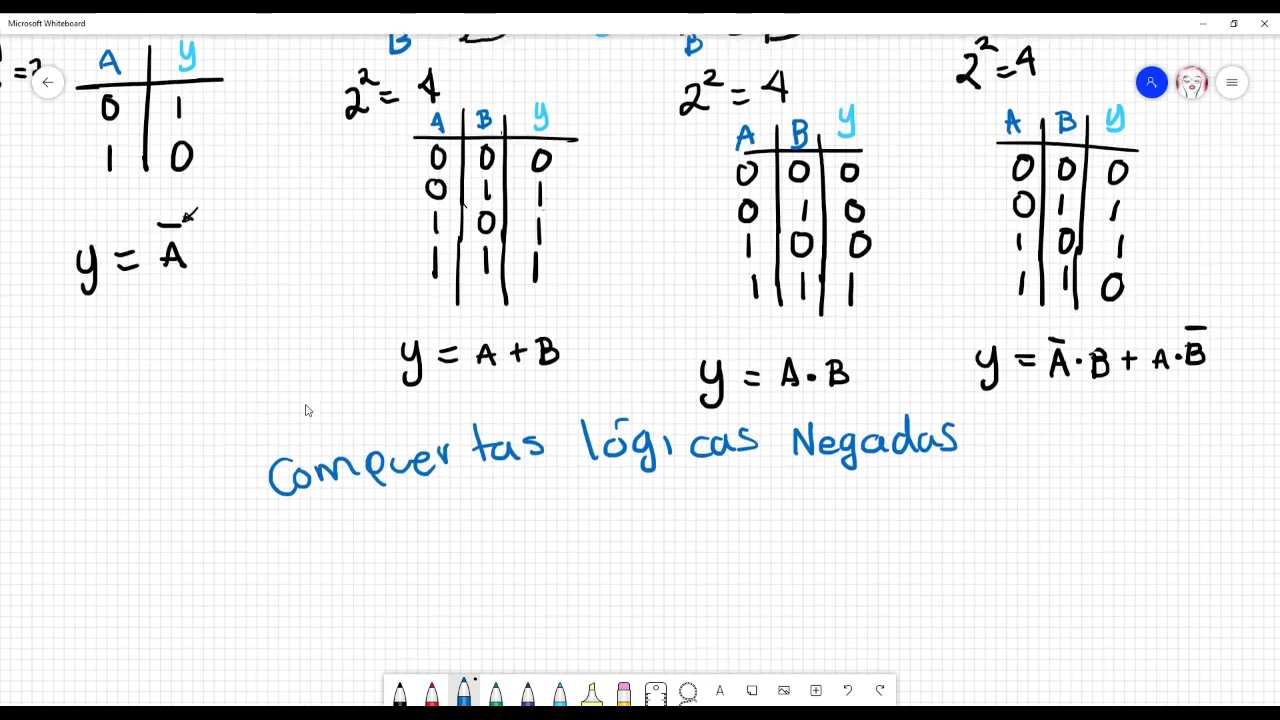 Microsoft Whiteboard
B
B
=2
2²=4
2²=4
2²=4
A y
0 1
1 0
y = A̅
A B y
0 0 0
0 1 1
1 0 1
1 1 1
y = A + B
A B y
0 0 0
0 1 0
1 0 0
1 1 1
y = A · B
A B y
0 0 0
0 1 1
1 0 1
1 1 0
y = A̅ · B + A · B̅
Compuertas lógicas Negadas
A